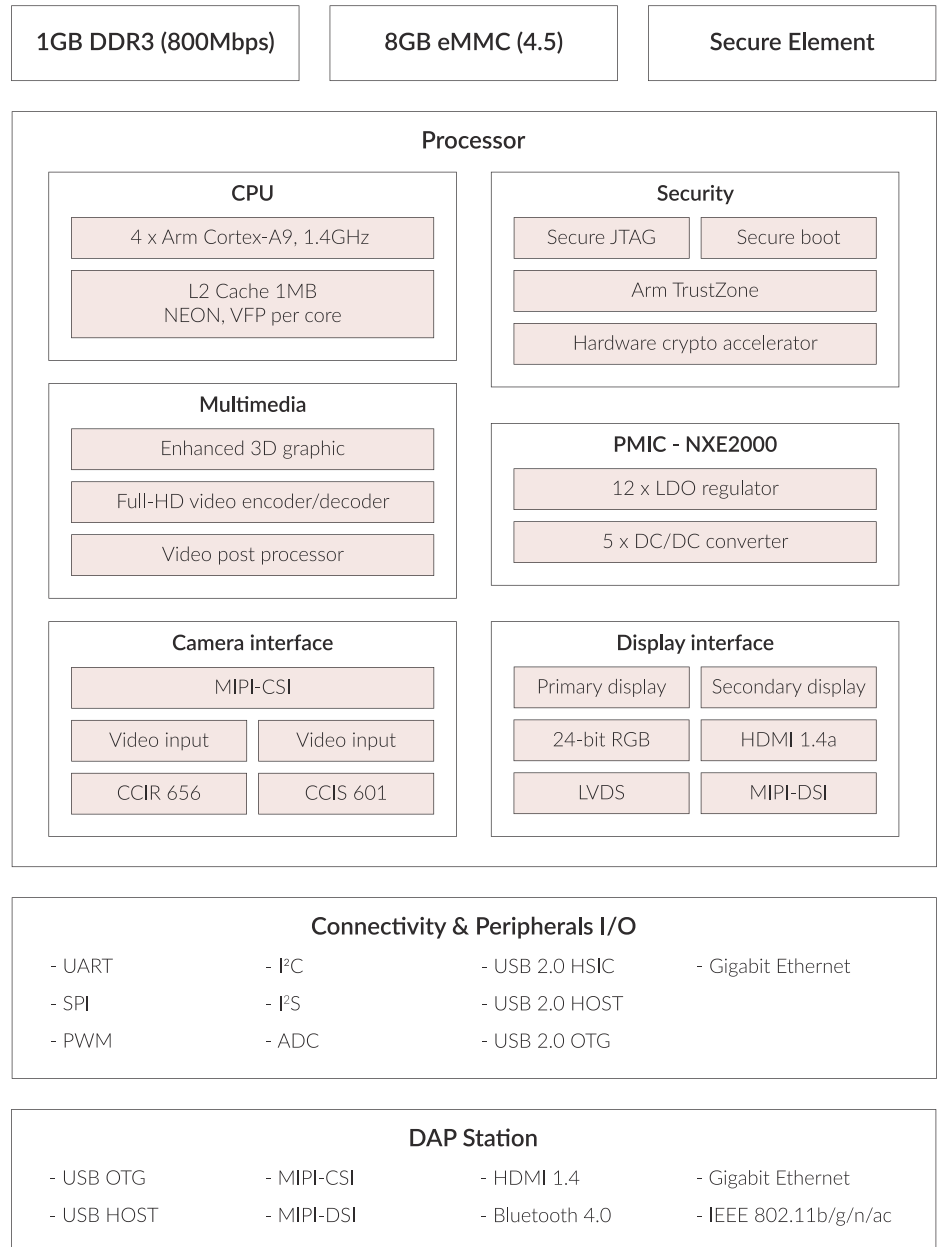 1GB DDR3 (800Mbps)
8GB eMMC (4.5)
Secure Element
Processor
CPU
4 x Arm Cortex-A9, 1.4GHz
L2 Cache 1MB
NEON, VFP per core
Security
Secure JTAG
Secure boot
Arm TrustZone
Hardware crypto accelerator
Multimedia
Enhanced 3D graphic
Full-HD video encoder/decoder
Video post processor
PMIC - NXE2000
12 x LDO regulator
5 x DC/DC converter
Camera interface
MIPI-CSI
Video input
Video input
CCIR 656
CCIS 601
Display interface
Primary display
Secondary display
24-bit RGB
HDMI 1.4a
LVDS
MIPI-DSI
Connectivity & Peripherals I/O
- UART
- SPI
- PWM
- I²C
- I²S
- ADC
- USB 2.0 HSIC
- USB 2.0 HOST
- USB 2.0 OTG
- Gigabit Ethernet
DAP Station
- USB OTG
- USB HOST
- MIPI-CSI
- MIPI-DSI
- HDMI 1.4
- Bluetooth 4.0
- Gigabit Ethernet
- IEEE 802.11b/g/n/ac